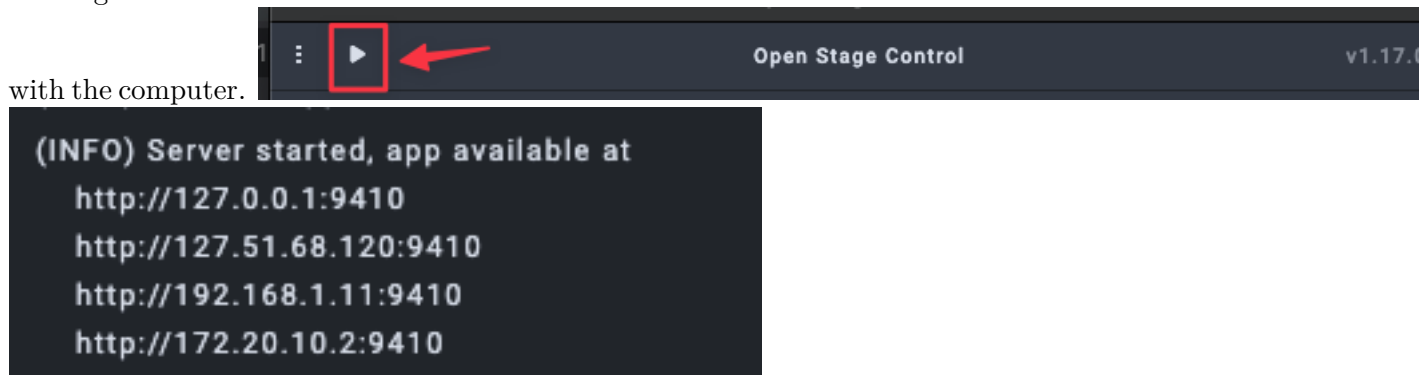 with the computer.
Open Stage Control
v1.17.0
(INFO) Server started, app available at
http://127.0.0.1:9410
http://127.51.68.120:9410
http://192.168.1.11:9410
http://172.20.10.2:9410